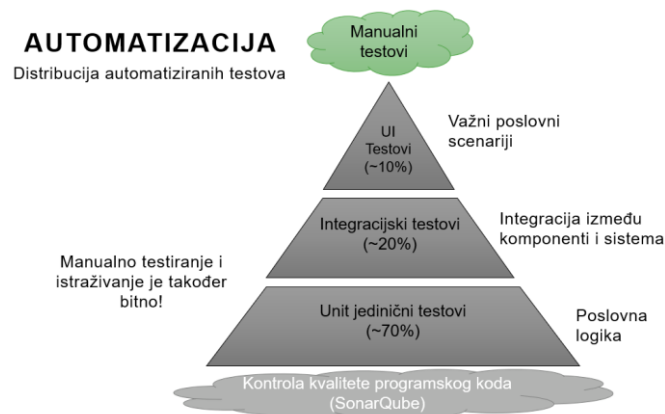 AUTOMATIZACIJA
Distribucija automatiziranih testova
Manualni
testovi
UI
Testovi
(~10%)
Važni poslovni
scenariji
Integracijski testovi
(~20%)
Integracija između
komponenti i sistema
Manualno testiranje i
istraživanje je također
bitno!
Unit jedinični testovi
(~70%)
Poslovna
logika
Kontrola kvalitete programskog koda
(SonarQube)